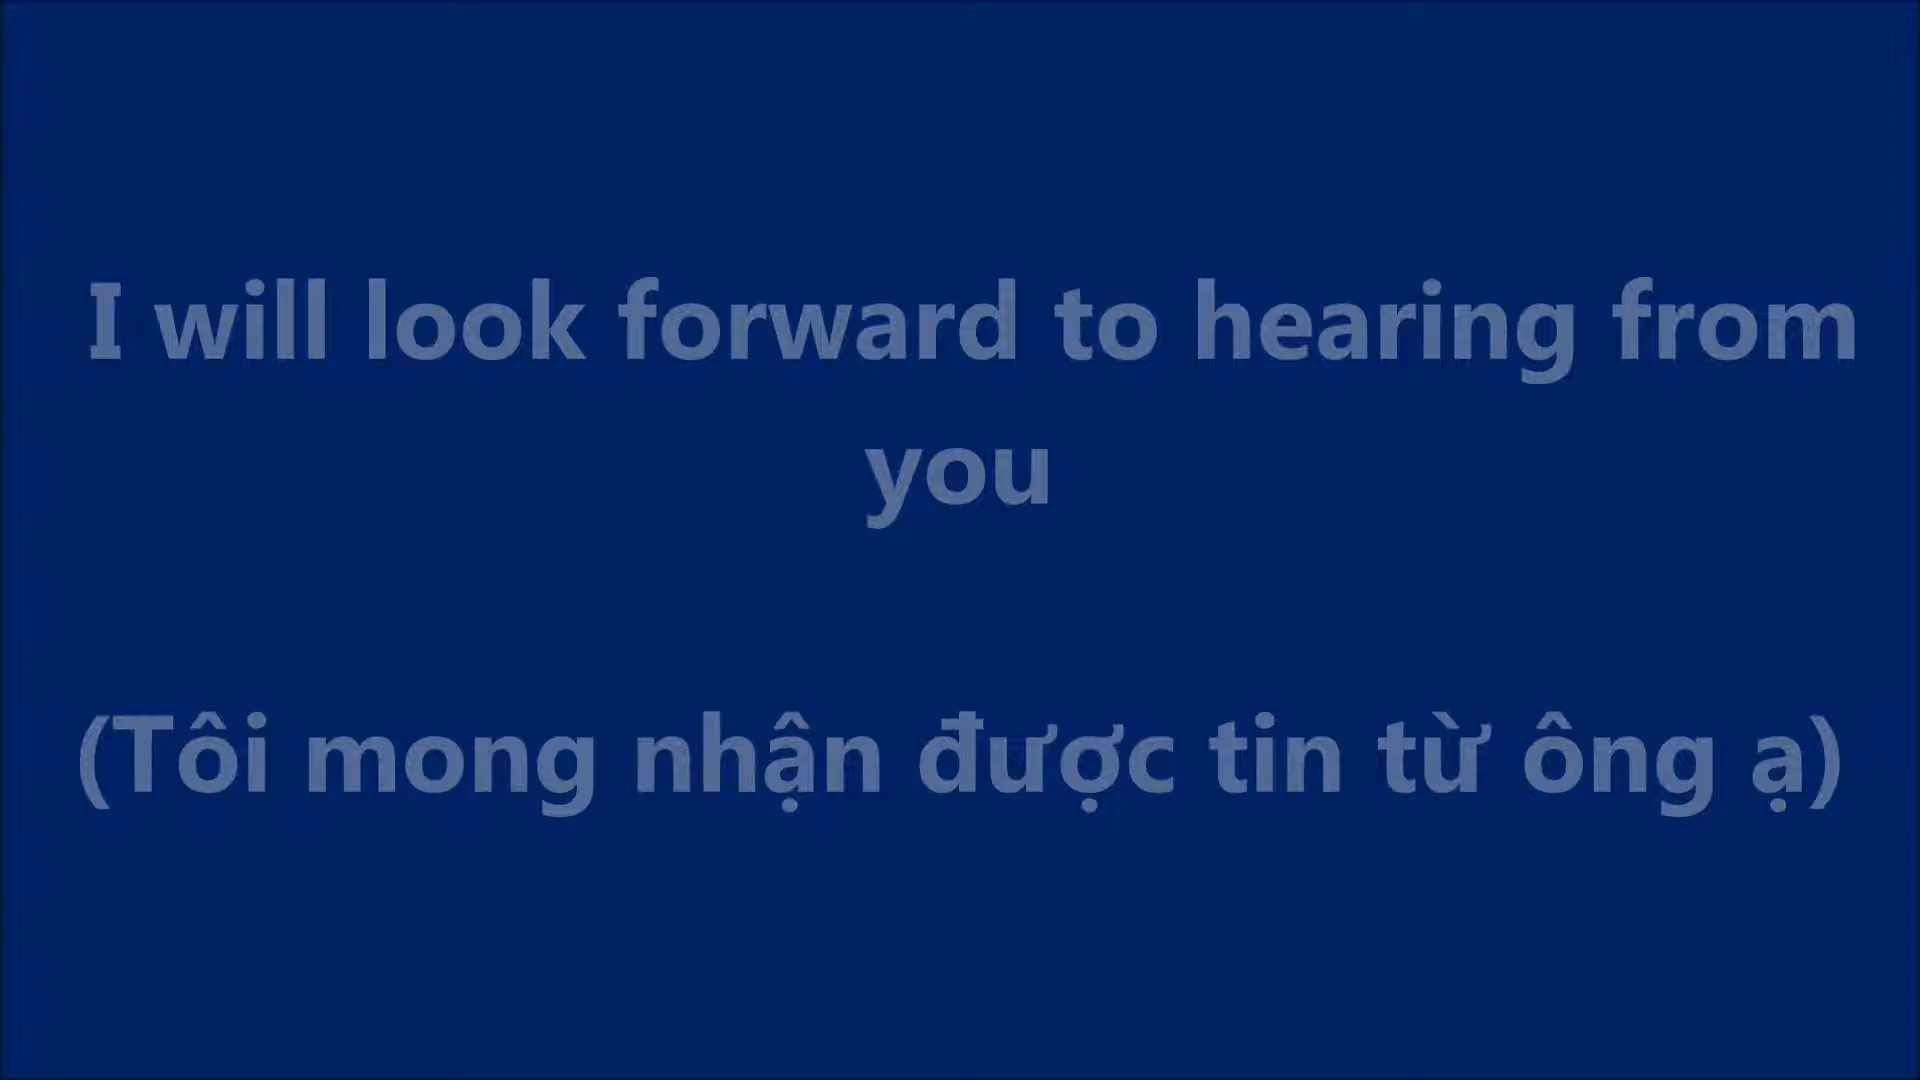 I will look forward to hearing from
you
(Tôi mong nhận được tin từ ông ạ)